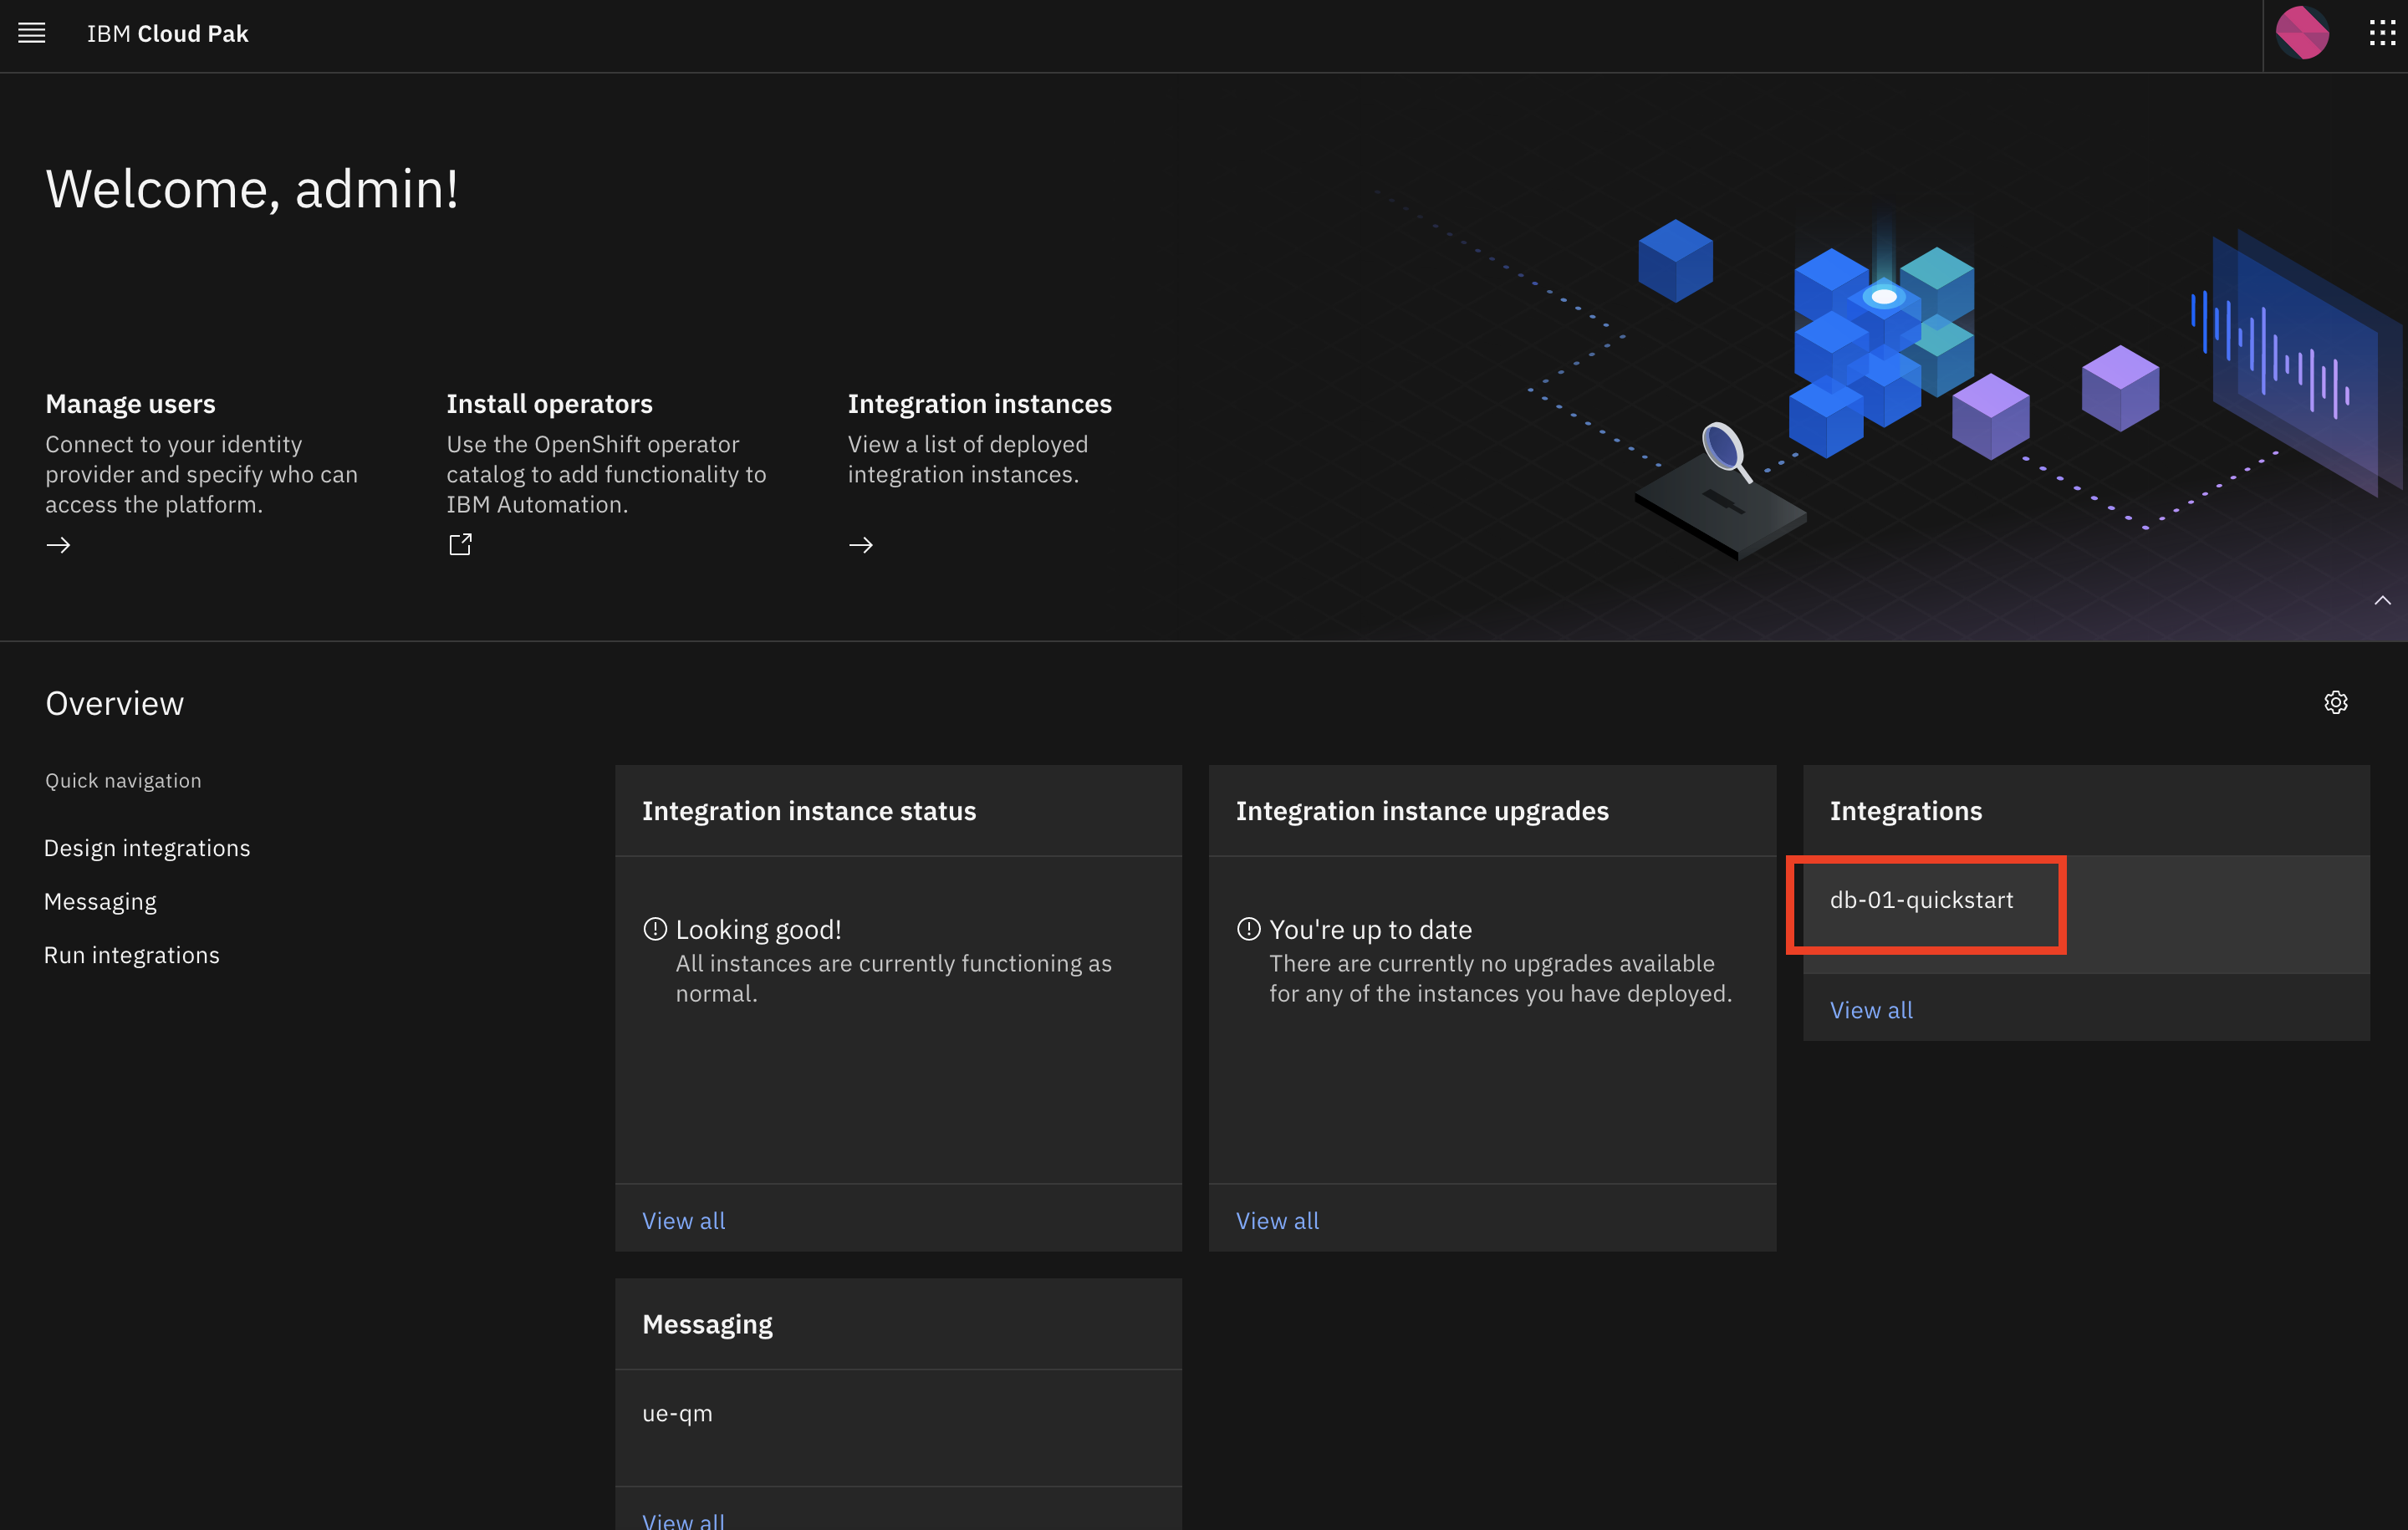 IBM Cloud Pak
Welcome, admin!
Manage users
Connect to your identity
provider and specify who can
access the platform.
Install operators
Use the OpenShift operator
catalog to add functionality to
IBM Automation.
Integration instances
View a list of deployed
integration instances.
Overview
Quick navigation
Design integrations
Messaging
Run integrations
Integration instance status
Looking good!
All instances are currently functioning as
normal.
View all
Integration instance upgrades
You're up to date
There are currently no upgrades available
for any of the instances you have deployed.
View all
Integrations
db-01-quickstart
View all
Messaging
ue-qm
View all